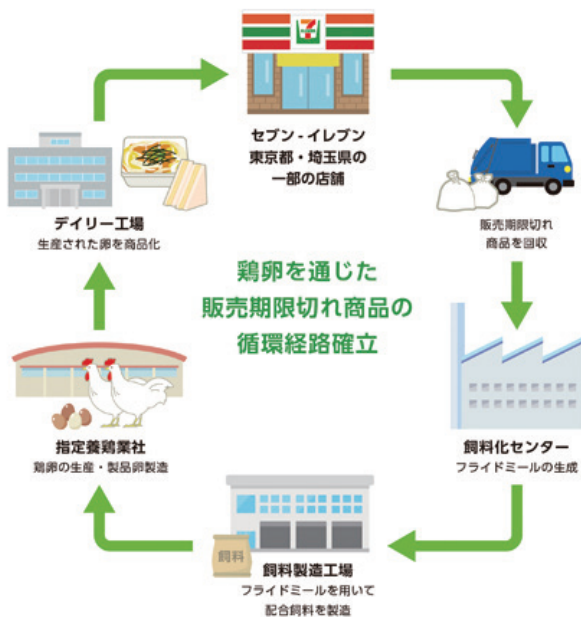 7
セブン-イレブン
東京都・埼玉県の
一部の店舗
販売期限切れ
商品を回収
飼料化センター
フライドミールの生成
飼料
飼料製造工場
フライドミールを用いて
配合飼料を製造
指定養鶏業社
鶏卵の生産・製品卵製造
デイリー工場
生産された卵を商品化
鶏卵を通じた
販売期限切れ商品の
循環経路確立